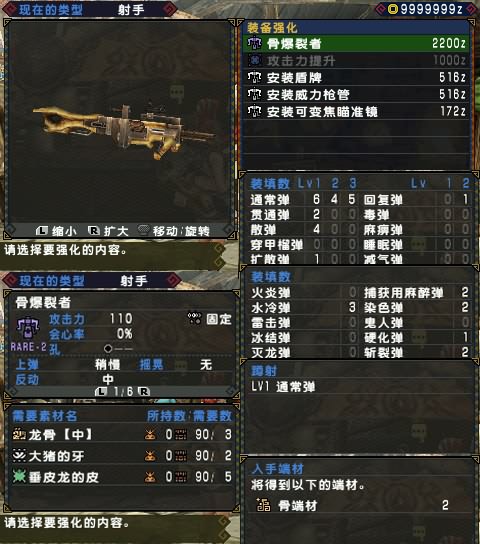 现在的类型 射手
缩小 扩大 移动/旋转
请选择要强化的内容。
9999999z
装备强化
骨爆裂者 2200z
攻击力提升 1000z
安装盾牌 516z
安装威力枪管 516z
安装可变焦瞄准镜 172z
装填数 Lv1 2 3 Lv 1 2
通常弹 6 4 5 回复弹 0 1
贯通弹 2 0 0 毒弹 0 0
散弹 4 0 0 麻痹弹 0 0
穿甲榴弹 0 0 0 睡眠弹 0 0
扩散弹 1 0 0 减气弹 0 0
现在的类型 射手
骨爆裂者
RARE-2
攻击力 110 固定
会心率 0%
孔 ●――
上弹 稍慢 摇晃 无
反动 中
L 1/6 R
需要素材名 所持数/需要数
龙骨【中】 0 90/ 3
大猪的牙 0 90/ 2
垂皮龙的皮 0 90/ 5
请选择要强化的内容。
装填数
火炎弹 0 捕获用麻醉弹 2
水冷弹 3 染色弹 2
雷击弹 0 鬼人弹 0
冰结弹 0 硬化弹 1
灭龙弹 0 斩裂弹 2
蹲射
LV1 通常弹
入手端材
将得到以下的端材。
骨端材 2